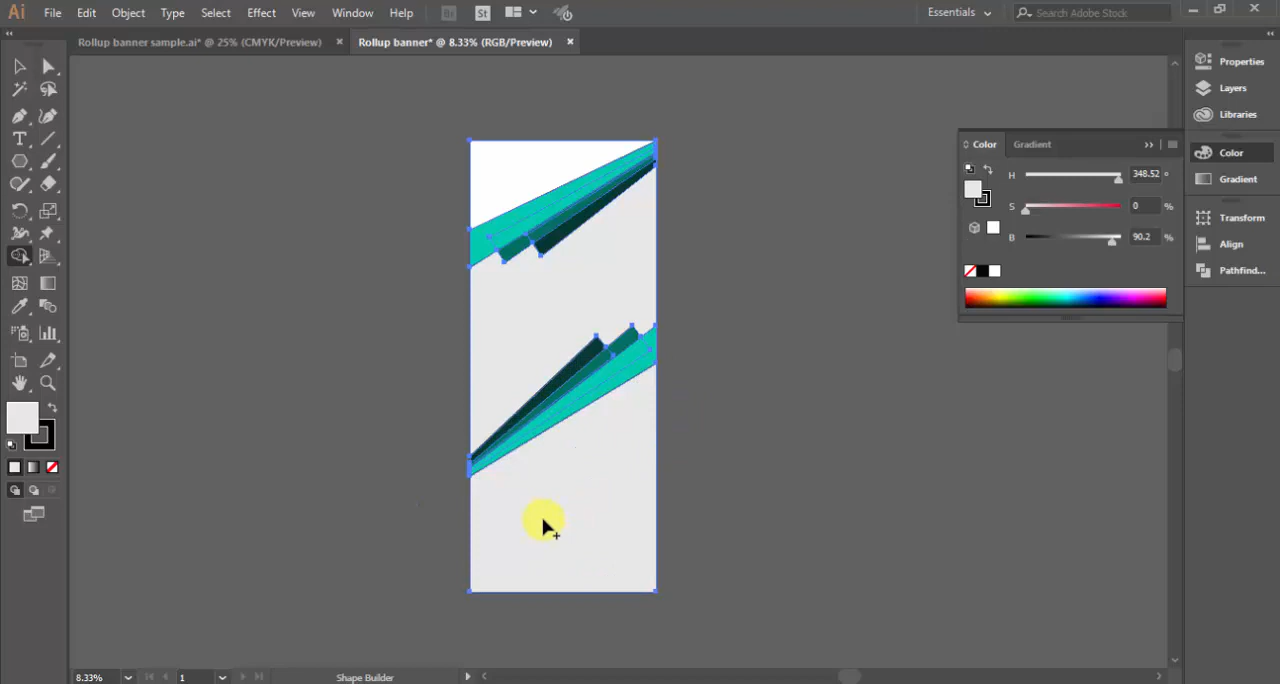 Ai File Edit Object Type Select Effect View Window Help Br St Essentials Search Adobe Stock
Rollup banner sample.ai* @ 25% (CMYK/Preview) × Rollup banner* @ 8.33% (RGB/Preview) ×
Properties
Layers
Libraries
Color
Gradient
Transform
Align
Pathfind...
Color Gradient
H 348.52 °
S 0 %
B 90.2 %
8.33% 1 Shape Builder